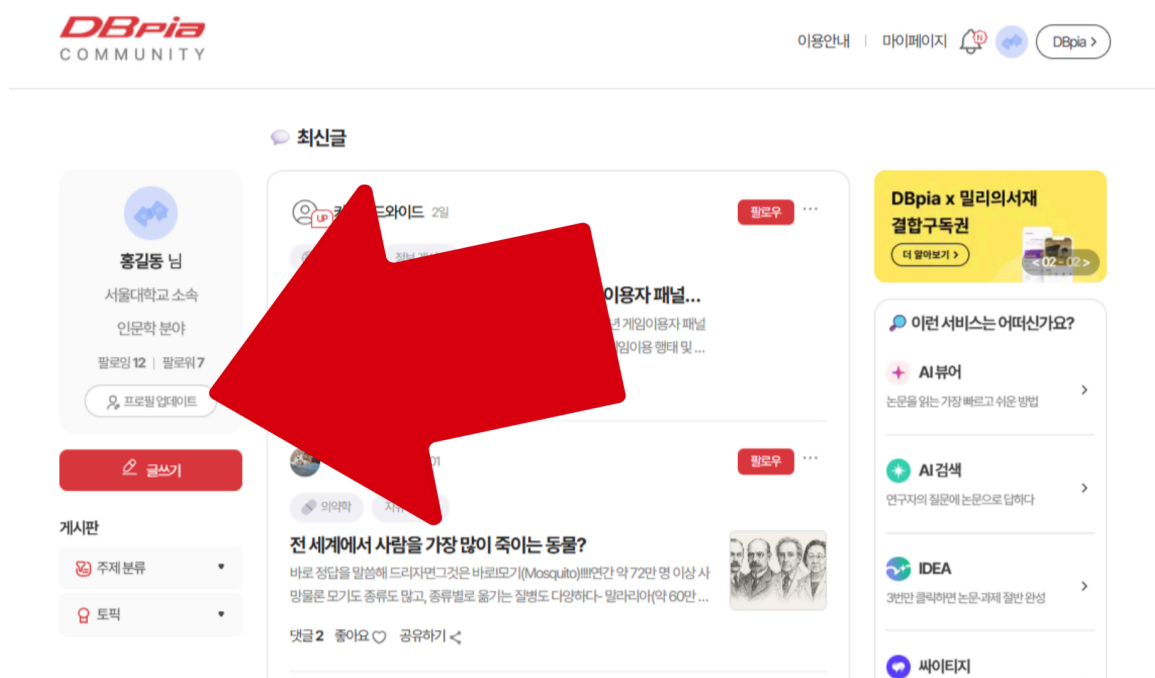 DBpia
COMMUNITY
이용안내
마이페이지
N
DBpia >
최신글
홍길동 님
서울대학교 소속
인문학 분야
팔로잉 12 | 팔로워 7
프로필 업데이트
글쓰기
게시판
주제 분류
토픽
UP
드와이드 2일
팔로우
이용자 패널...
년 게임이용자 패널
임이용 행태 및 ...
01
팔로우
의약학
전 세계에서 사람을 가장 많이 죽이는 동물?
바로 정답을 말씀해 드리자면그것은 바로!모기(Mosquito)!!!!연간 약 72만 명 이상 사
망물론 모기도 종류도 많고, 종류별로 옮기는 질병도 다양하다~ 말라리아(약 60만 ...
댓글 2 좋아요 공유하기
DBpia x 밀리의서재
결합구독권
더 알아보기 >
< 02 - 02 >
이런 서비스는 어떠신가요?
AI 뷰어
논문을 읽는 가장 빠르고 쉬운 방법
AI 검색
연구자의 질문에 논문으로 답하다
IDEA
3번만 클릭하면 논문·과제 절반 완성
싸이티지